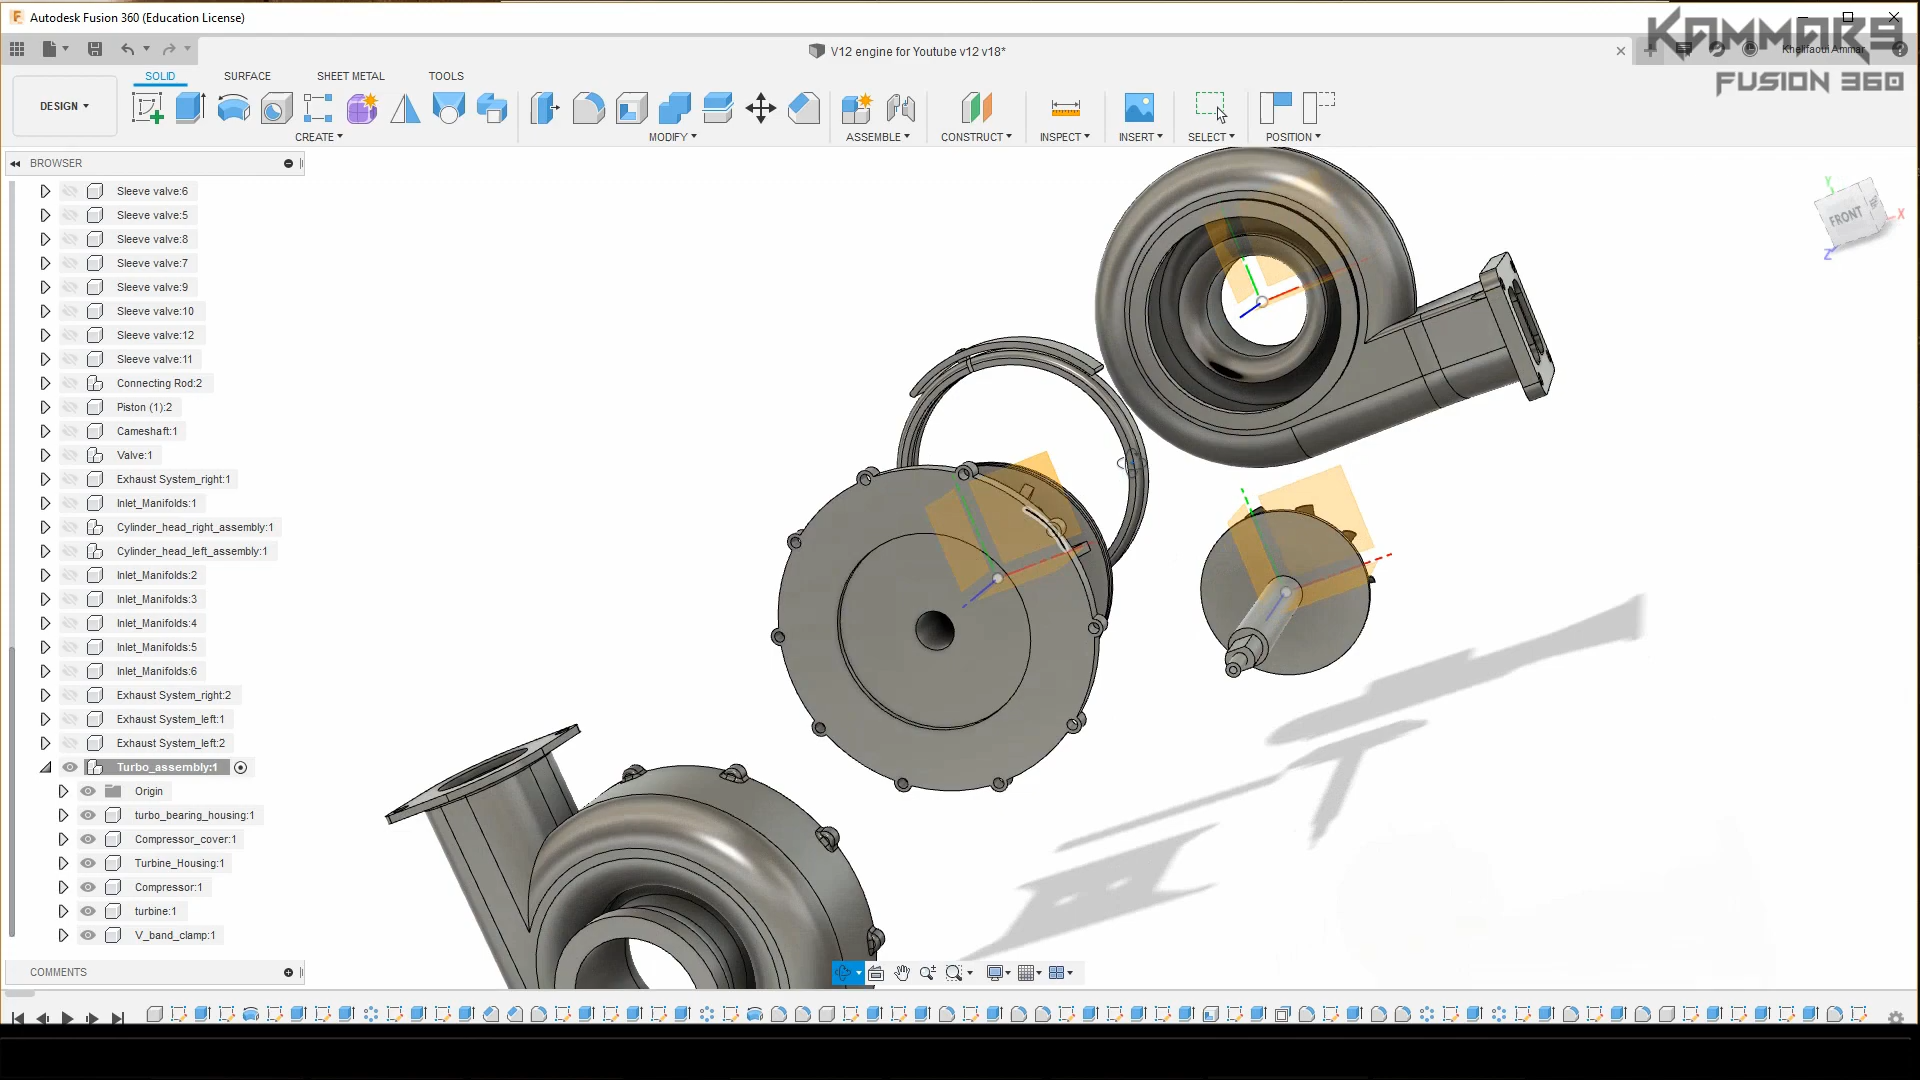 Autodesk Fusion 360 (Education License)
KAMMARS
FUSION 360
V12 engine for Youtube v12 v18*
Khelifaoui Ammar
SOLID
SURFACE
SHEET METAL
TOOLS
DESIGN
CREATE
MODIFY
ASSEMBLE
CONSTRUCT
INSPECT
INSERT
SELECT
POSITION
BROWSER
Sleeve valve:6
Sleeve valve:5
Sleeve valve:8
Sleeve valve:7
Sleeve valve:9
Sleeve valve:10
Sleeve valve:12
Sleeve valve:11
Connecting Rod:2
Piston (1):2
Cameshaft:1
Valve:1
Exhaust System_right:1
Inlet_Manifolds:1
Cylinder_head_right_assembly:1
Cylinder_head_left_assembly:1
Inlet_Manifolds:2
Inlet_Manifolds:3
Inlet_Manifolds:4
Inlet_Manifolds:5
Inlet_Manifolds:6
Exhaust System_right:2
Exhaust System_left:1
Exhaust System_left:2
Turbo_assembly:1
Origin
turbo_bearing_housing:1
Compressor_cover:1
Turbine_Housing:1
Compressor:1
turbine:1
V_band_clamp:1
COMMENTS
Y
FRONT
X
Z